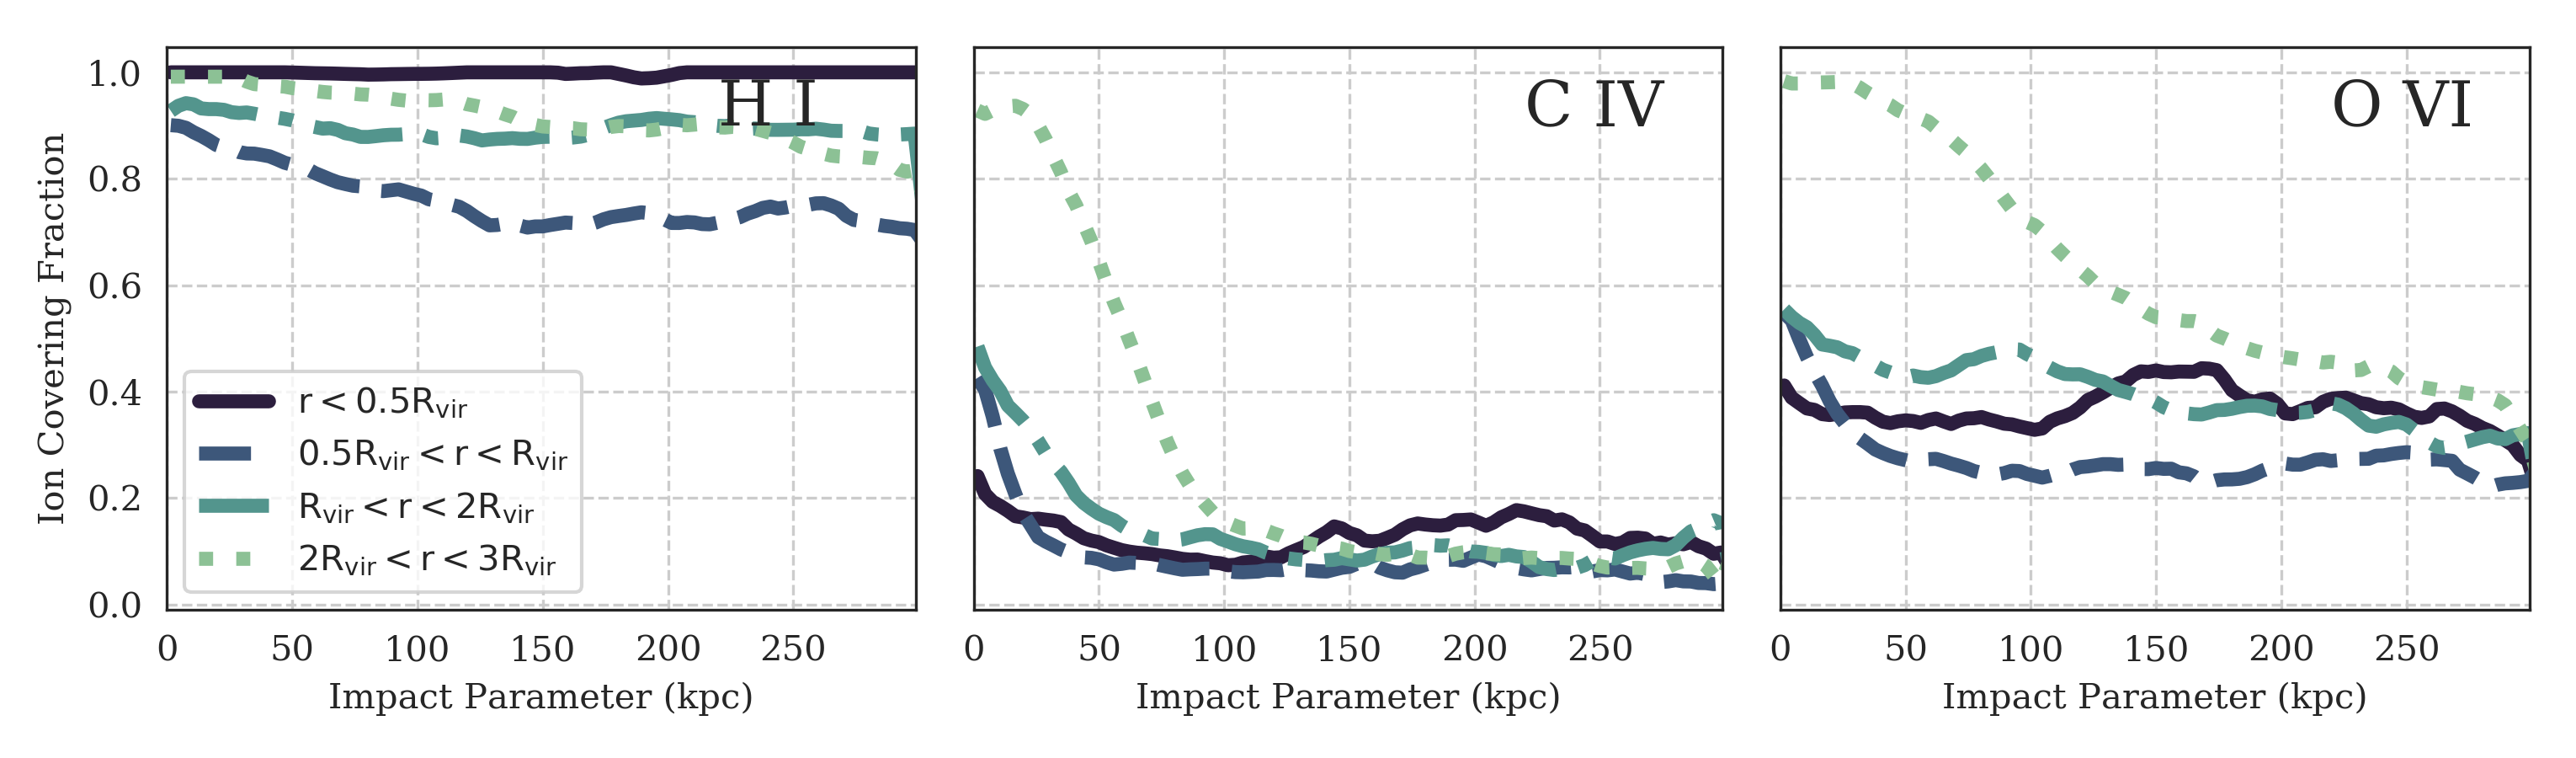 H I
C IV
O VI
Ion Covering Fraction
1.0
0.8
0.6
0.4
0.2
0.0
r < 0.5Rvir
0.5Rvir < r < Rvir
Rvir < r < 2Rvir
2Rvir < r < 3Rvir
0 50 100 150 200 250
0 50 100 150 200 250
0 50 100 150 200 250
Impact Parameter (kpc)
Impact Parameter (kpc)
Impact Parameter (kpc)